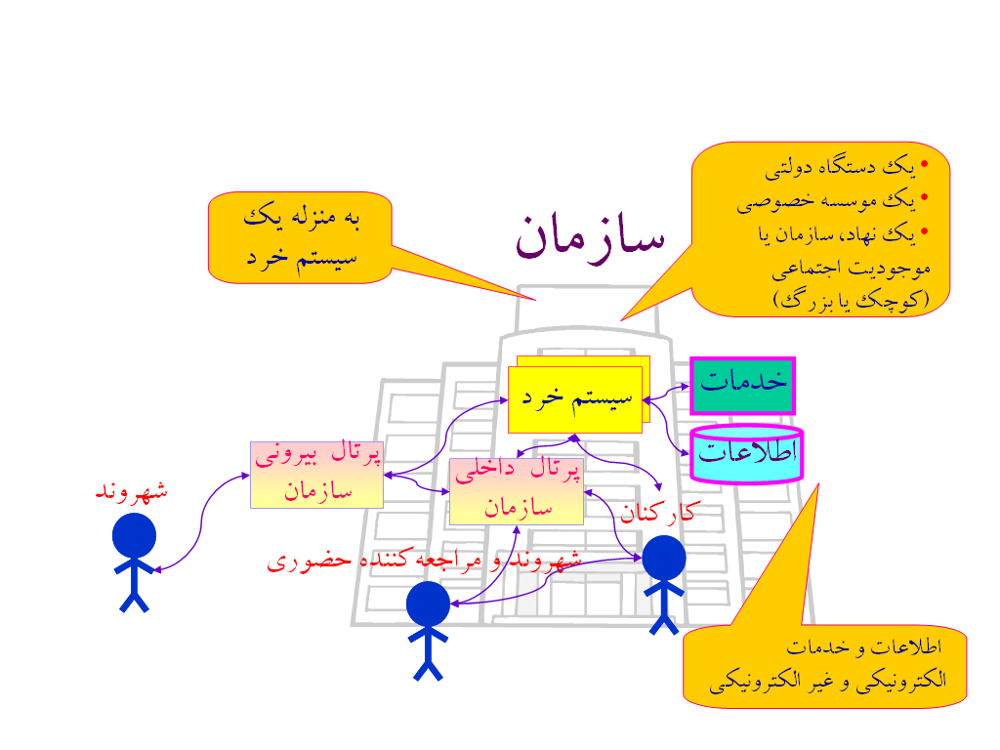 سازمان
• یک دستگاه دولتی
• یک موسسه خصوصی
• یک نهاد، سازمان یا
موجودیت اجتماعی
(کوچک یا بزرگ)
به منزله یک
سیستم خرد
سیستم خرد
خدمات
اطلاعات
پرتال داخلی
سازمان
پرتال بیرونی
سازمان
کارکنان
شهروند
شهروند و مراجعه‌کننده حضوری
اطلاعات و خدمات
الکترونیکی و غیر الکترونیکی